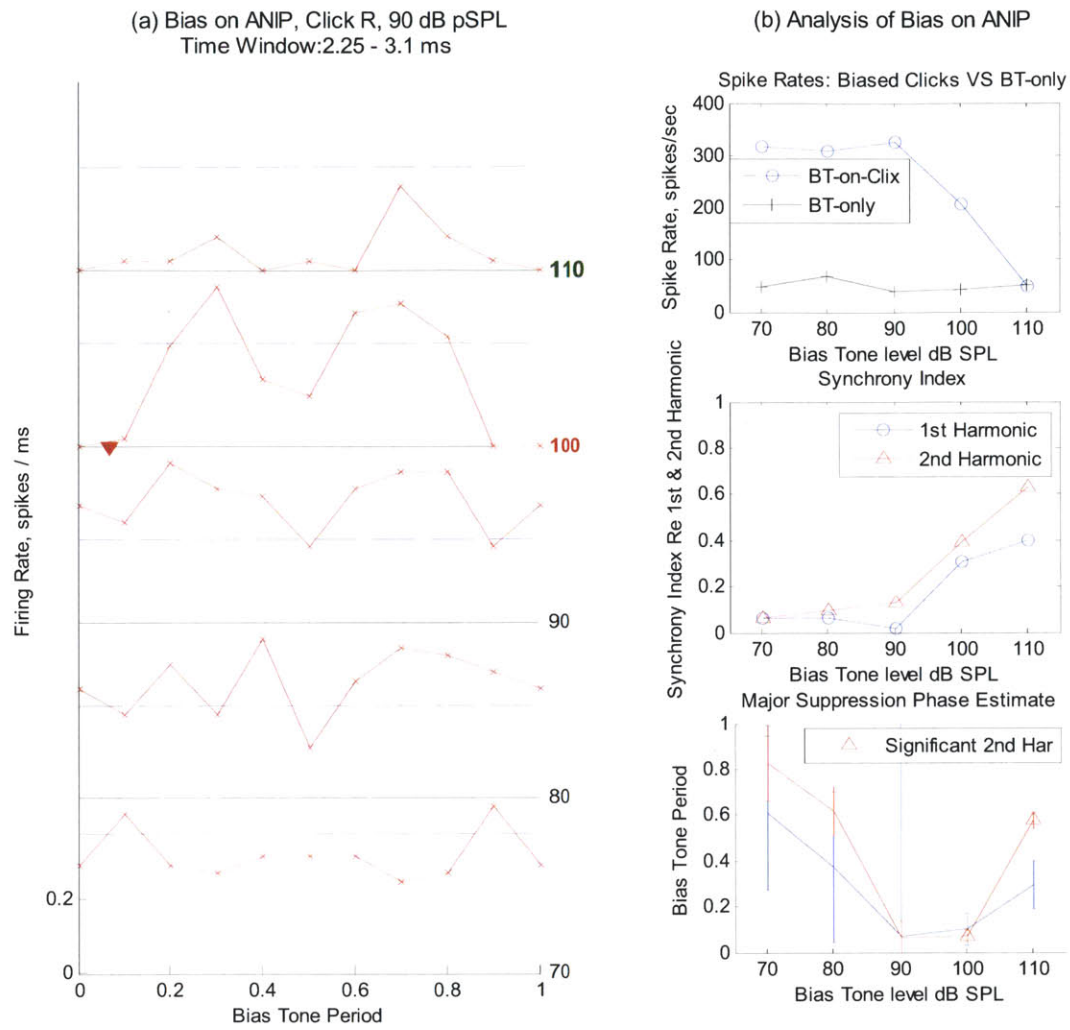 (a) Bias on ANIP, Click R, 90 dB pSPL
Time Window:2.25 - 3.1 ms
Firing Rate, spikes / ms
110
100
90
80
70
0.2
0
0
0.2
0.4
0.6
0.8
1
Bias Tone Period
(b) Analysis of Bias on ANIP
Spike Rates: Biased Clicks VS BT-only
Spike Rate, spikes/sec
400
300
200
100
0
BT-on-Clix
BT-only
70
80
90
100
110
Bias Tone level dB SPL
Synchrony Index
Synchrony Index Re 1st & 2nd Harmonic
1
0.8
0.6
0.4
0.2
0
1st Harmonic
2nd Harmonic
70
80
90
100
110
Bias Tone level dB SPL
Major Suppression Phase Estimate
Bias Tone Period
1
0.8
0.6
0.4
0.2
0
Significant 2nd Har
70
80
90
100
110
Bias Tone level dB SPL